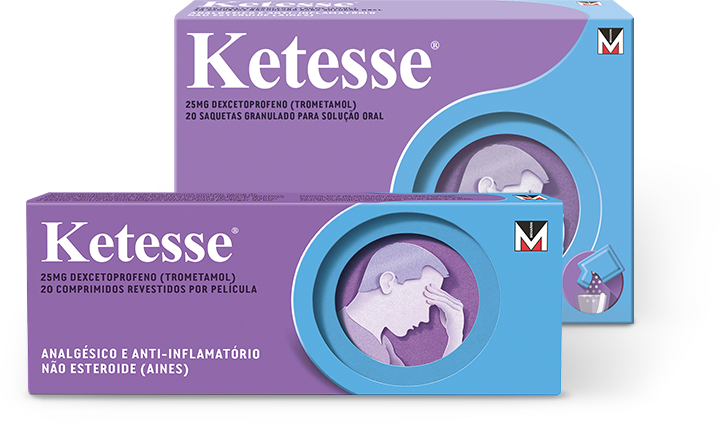 Ketesse®
25MG DEXCETOPROFENO (TROMETAMOL)
20 SAQUETAS GRANULADO PARA SOLUÇÃO ORAL
Ketesse®
25MG DEXCETOPROFENO (TROMETAMOL)
20 COMPRIMIDOS REVESTIDOS POR PELÍCULA
ANALGÉSICO E ANTI-INFLAMATÓRIO
NÃO ESTEROIDE (AINES)